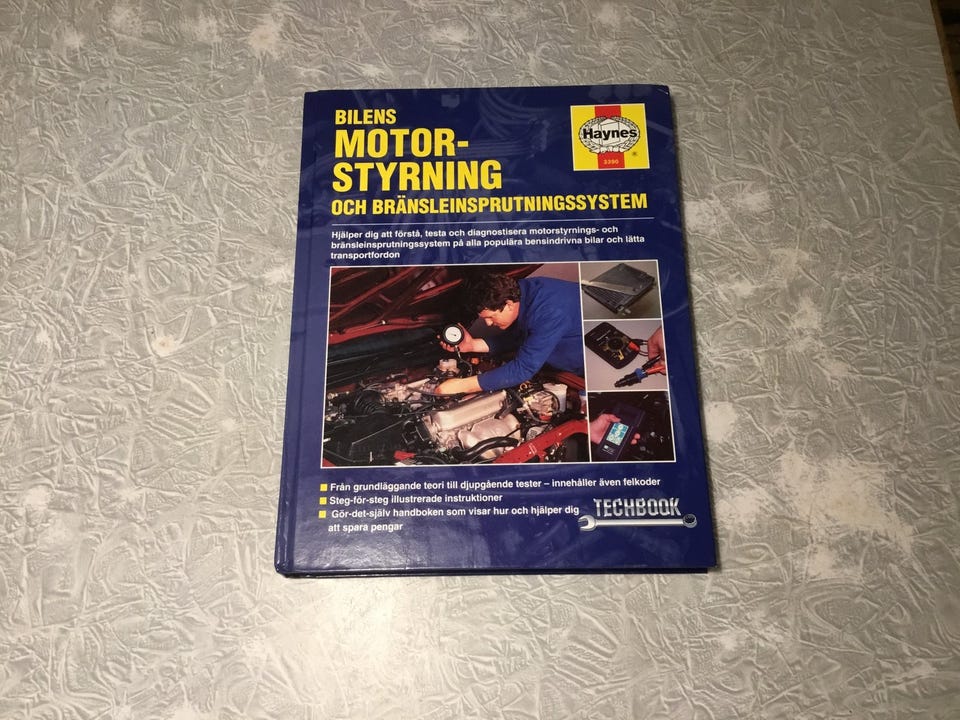 BILENS
MOTOR-
STYRNING
OCH BRÄNSLEINSPRUTNINGSSYSTEM
Haynes
3390
®
Hjälper dig att förstå, testa och diagnostisera motorstyrnings- och
bränsleinsprutningssystem på alla populära bensindrivna bilar och lätta
transportfordon
Från grundläggande teori till djupgående tester – innehåller även felkoder
Steg-för-steg illustrerade instruktioner
Gör-det-själv handboken som visar hur och hjälper dig
att spara pengar
TECHBOOK